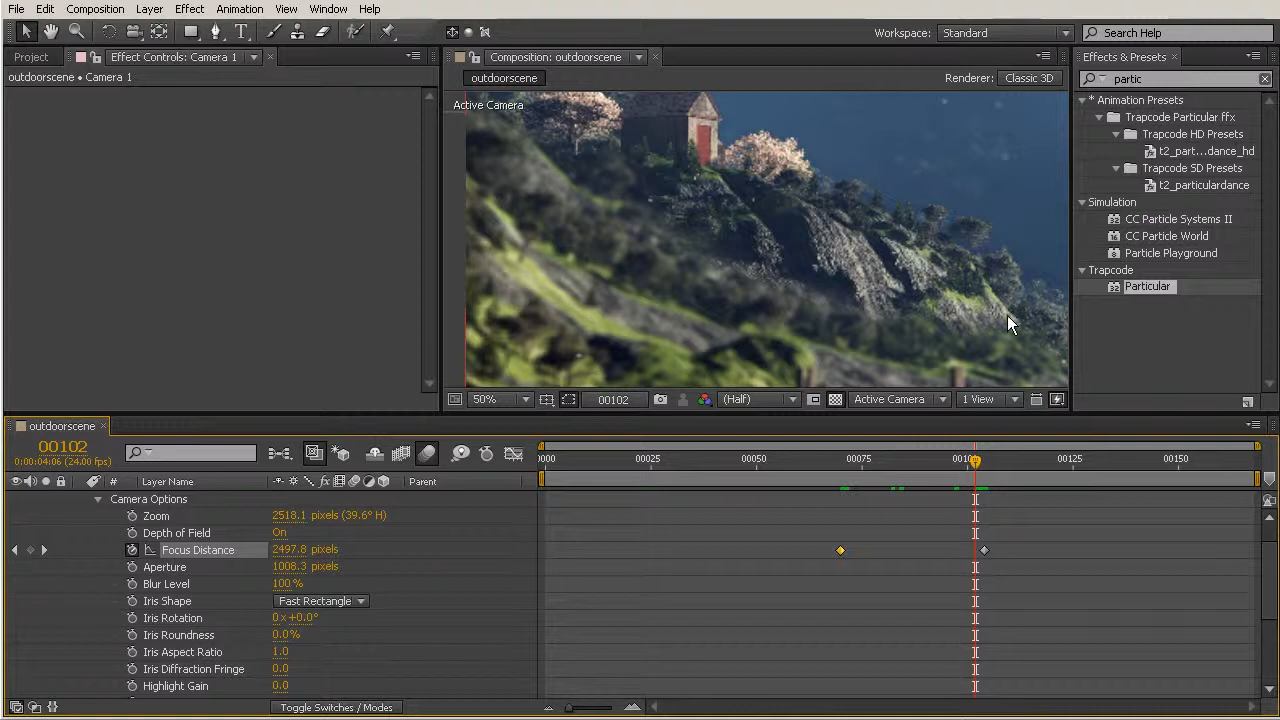 File Edit Composition Layer Effect Animation View Window Help
Workspace: Standard Search Help
Project Effect Controls: Camera 1
outdoorscene • Camera 1
Composition: outdoorscene
outdoorscene Renderer: Classic 3D
Active Camera
50% 00102 (Half) Active Camera 1 View
Effects & Presets
partic
* Animation Presets
Trapcode Particular ffx
Trapcode HD Presets
t2_part...dance_hd
Trapcode SD Presets
t2_particulardance
Simulation
CC Particle Systems II
CC Particle World
Particle Playground
Trapcode
Particular
outdoorscene
00102
0:00:04:06 (24.00 fps)
0000 00025 00050 00075 0010 00125 00150
# Layer Name Parent
Camera Options
Zoom 2518.1 pixels (39.6° H)
Depth of Field On
Focus Distance 2497.8 pixels
Aperture 1008.3 pixels
Blur Level 100 %
Iris Shape Fast Rectangle
Iris Rotation 0 x +0.0°
Iris Roundness 0.0%
Iris Aspect Ratio 1.0
Iris Diffraction Fringe 0.0
Highlight Gain 0.0
Toggle Switches / Modes